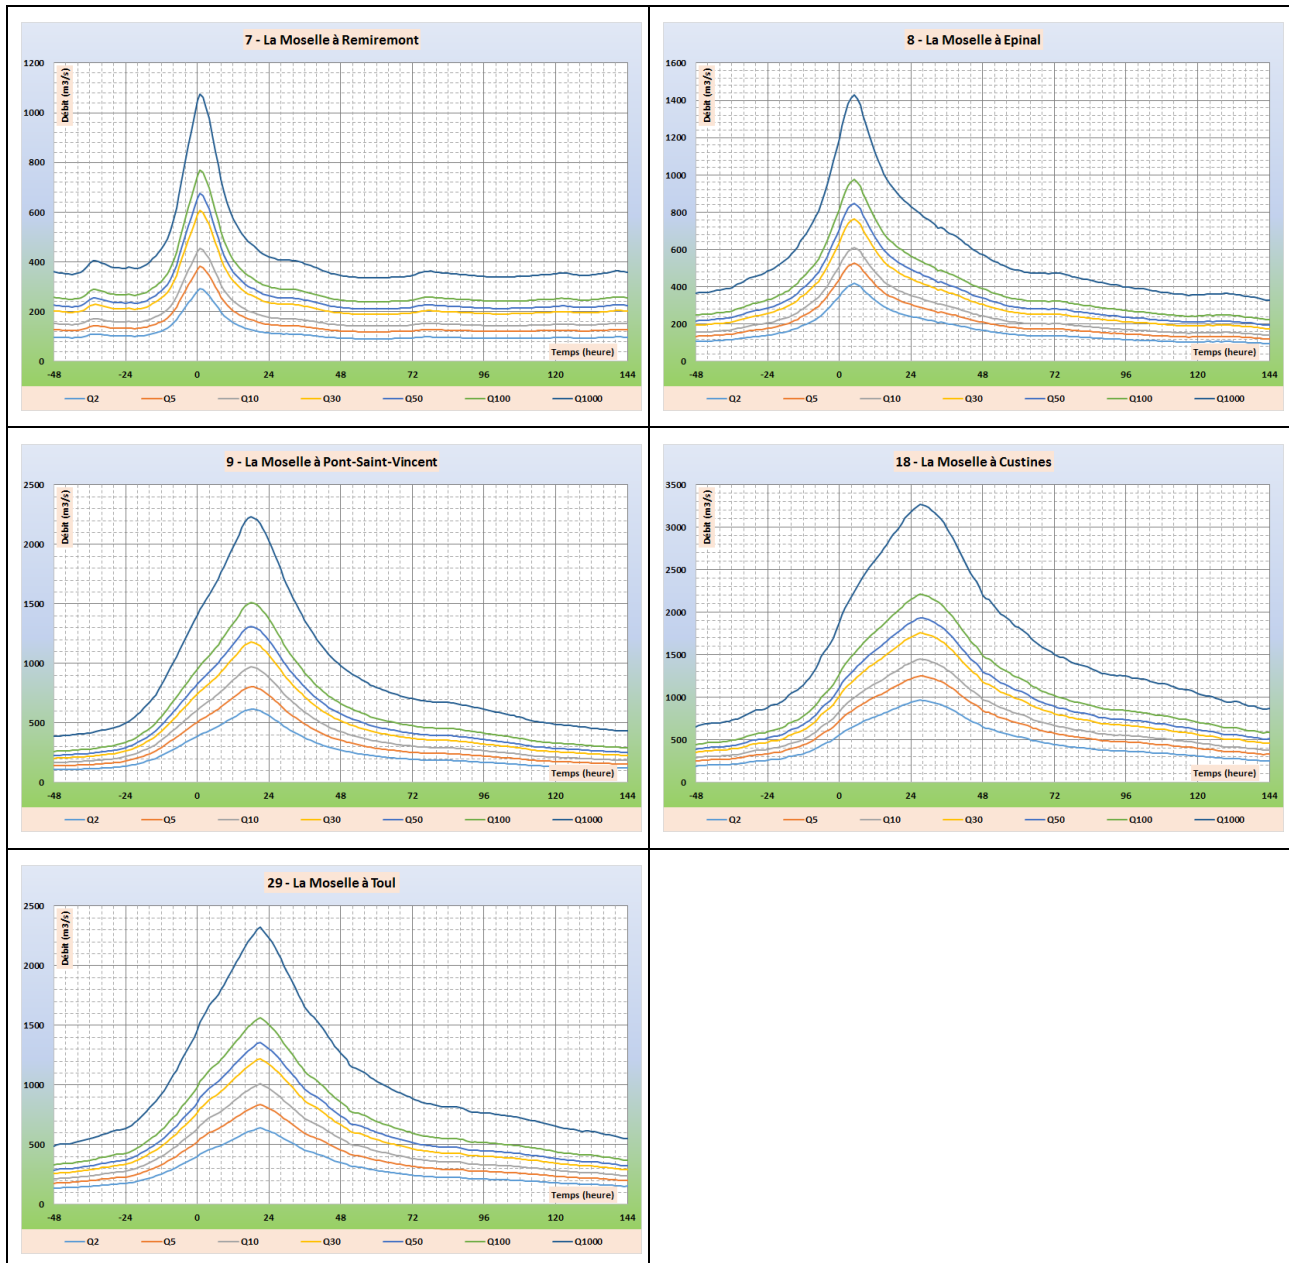 7 - La Moselle à Remiremont
Débit (m3/s)
1200
1000
800
600
400
200
0
Temps (heure)
-48 -24 0 24 48 72 96 120 144
Q2 Q5 Q10 Q30 Q50 Q100 Q1000
8 - La Moselle à Epinal
Débit (m3/s)
1600
1400
1200
1000
800
600
400
200
0
Temps (heure)
-48 -24 0 24 48 72 96 120 144
Q2 Q5 Q10 Q30 Q50 Q100 Q1000
9 - La Moselle à Pont-Saint-Vincent
Débit (m3/s)
2500
2000
1500
1000
500
0
Temps (heure)
-48 -24 0 24 48 72 96 120 144
Q2 Q5 Q10 Q30 Q50 Q100 Q1000
18 - La Moselle à Custines
Débit (m3/s)
3500
3000
2500
2000
1500
1000
500
0
Temps (heure)
-48 -24 0 24 48 72 96 120 144
Q2 Q5 Q10 Q30 Q50 Q100 Q1000
29 - La Moselle à Toul
Débit (m3/s)
2500
2000
1500
1000
500
0
Temps (heure)
-48 -24 0 24 48 72 96 120 144
Q2 Q5 Q10 Q30 Q50 Q100 Q1000